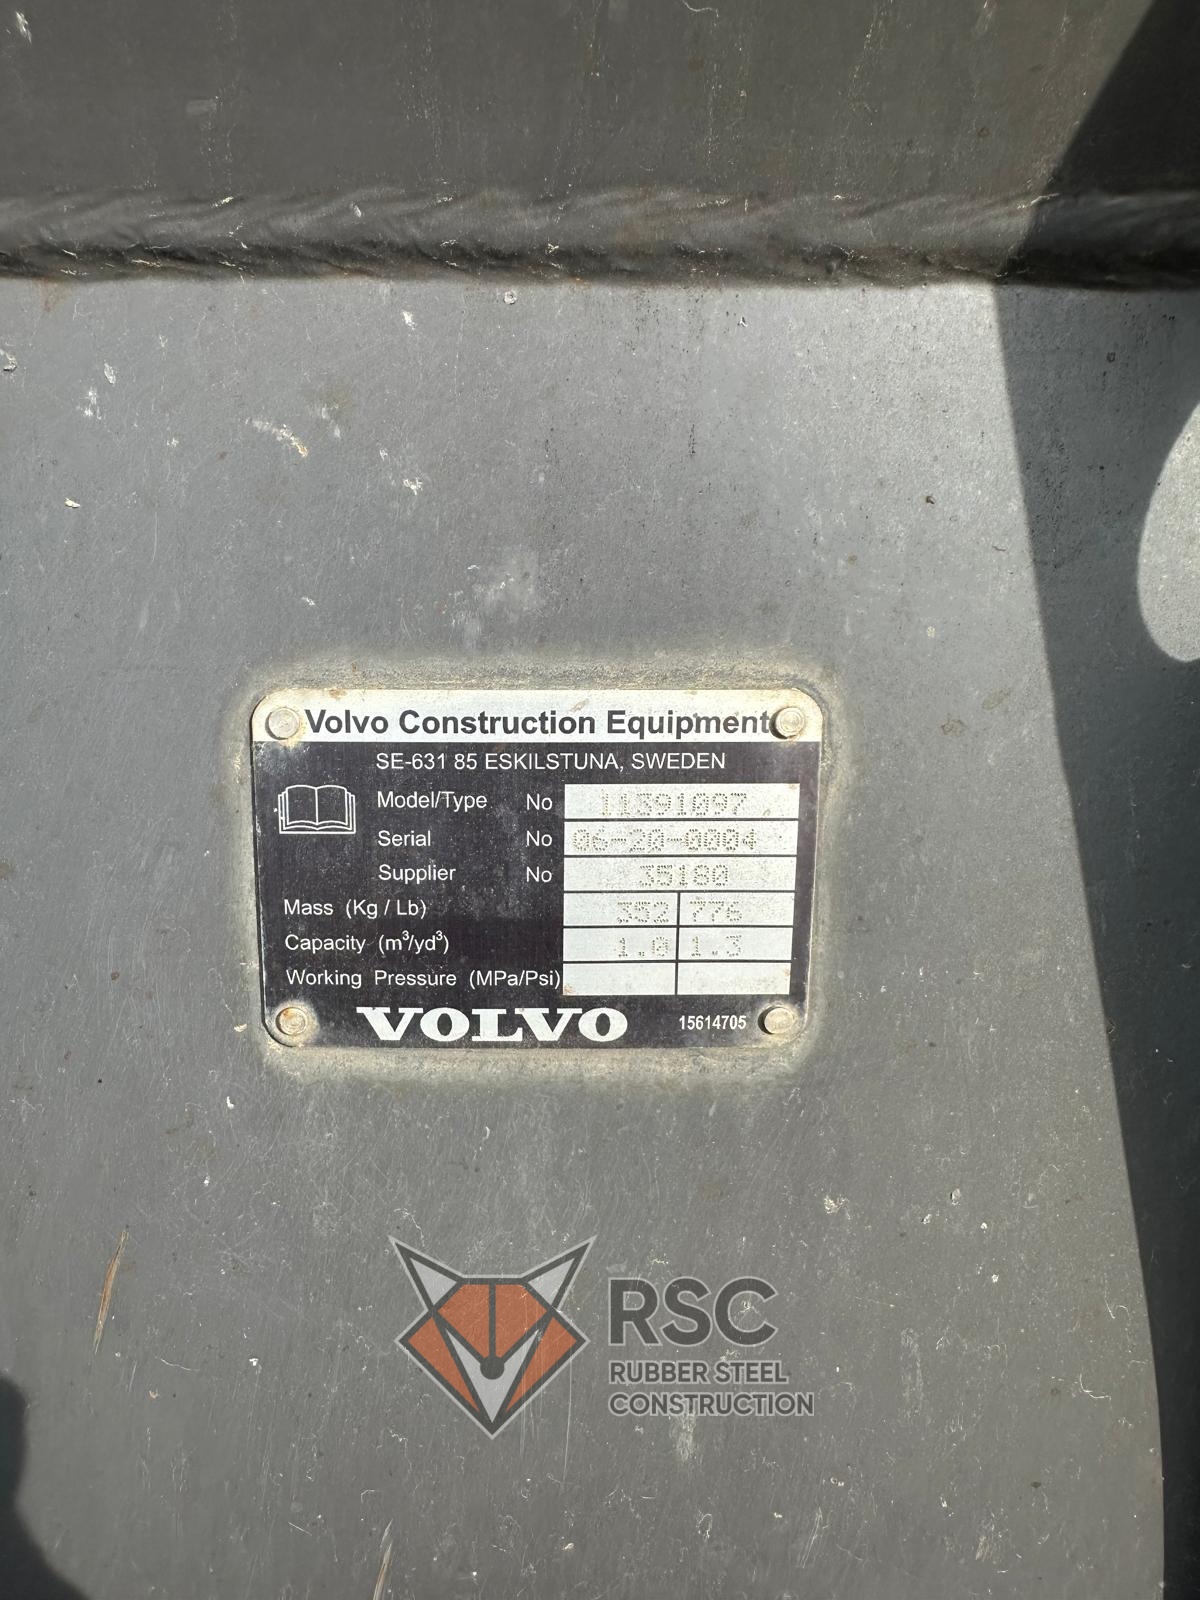 Volvo Construction Equipment
SE-631 85 ESKILSTUNA, SWEDEN
Model/Type No 11391097
Serial No 06-20-0004
Supplier No 35180
Mass (Kg / Lb) 352 776
Capacity (m³/yd³) 1.0 1.3
Working Pressure (MPa/Psi)
VOLVO 15614705
RSC
RUBBER STEEL
CONSTRUCTION